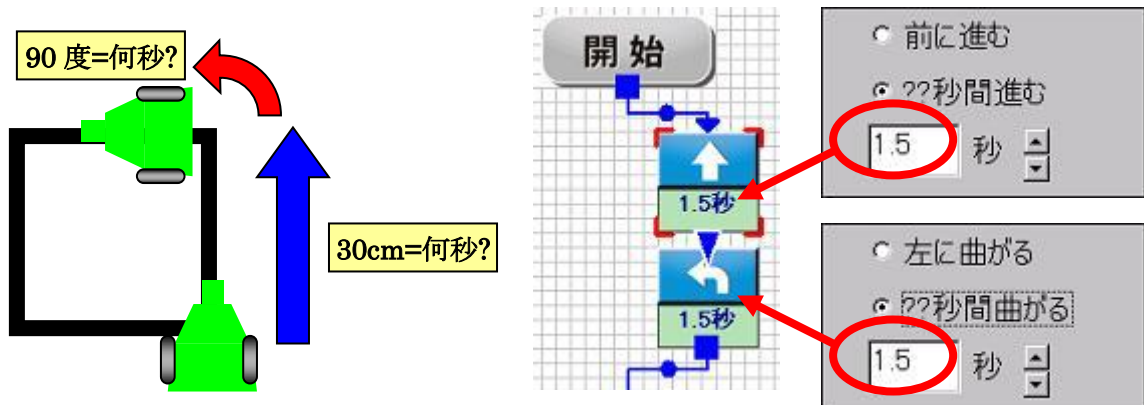 90 度=何秒?
30cm=何秒?
開始
1.5秒
1.5秒
前に進む
??秒間進む
1.5 秒
左に曲がる
??秒間曲がる
1.5 秒